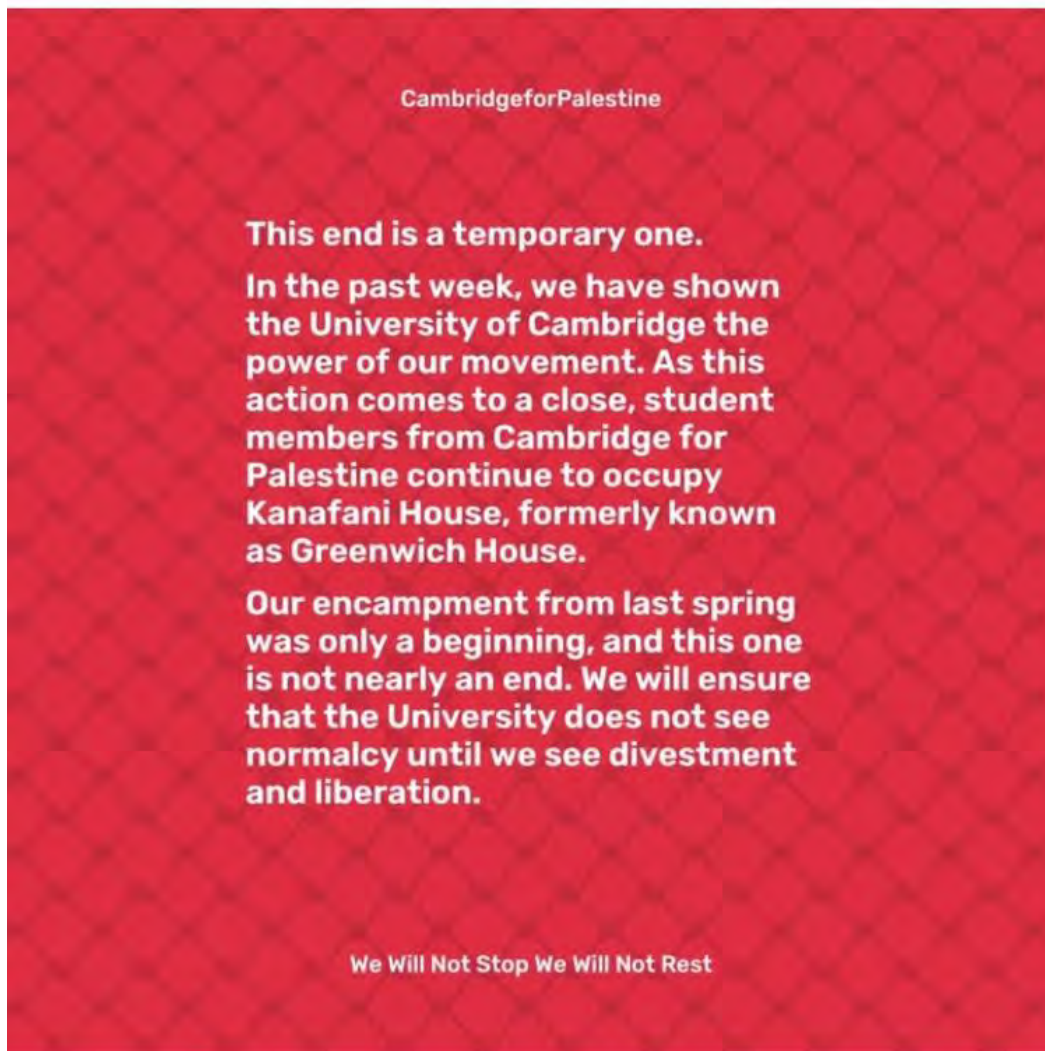 CambridgeforPalestine
This end is a temporary one.
In the past week, we have shown
the University of Cambridge the
power of our movement. As this
action comes to a close, student
members from Cambridge for
Palestine continue to occupy
Kanafani House, formerly known
as Greenwich House.
Our encampment from last spring
was only a beginning, and this one
is not nearly an end. We will ensure
that the University does not see
normalcy until we see divestment
and liberation.
We Will Not Stop We Will Not Rest